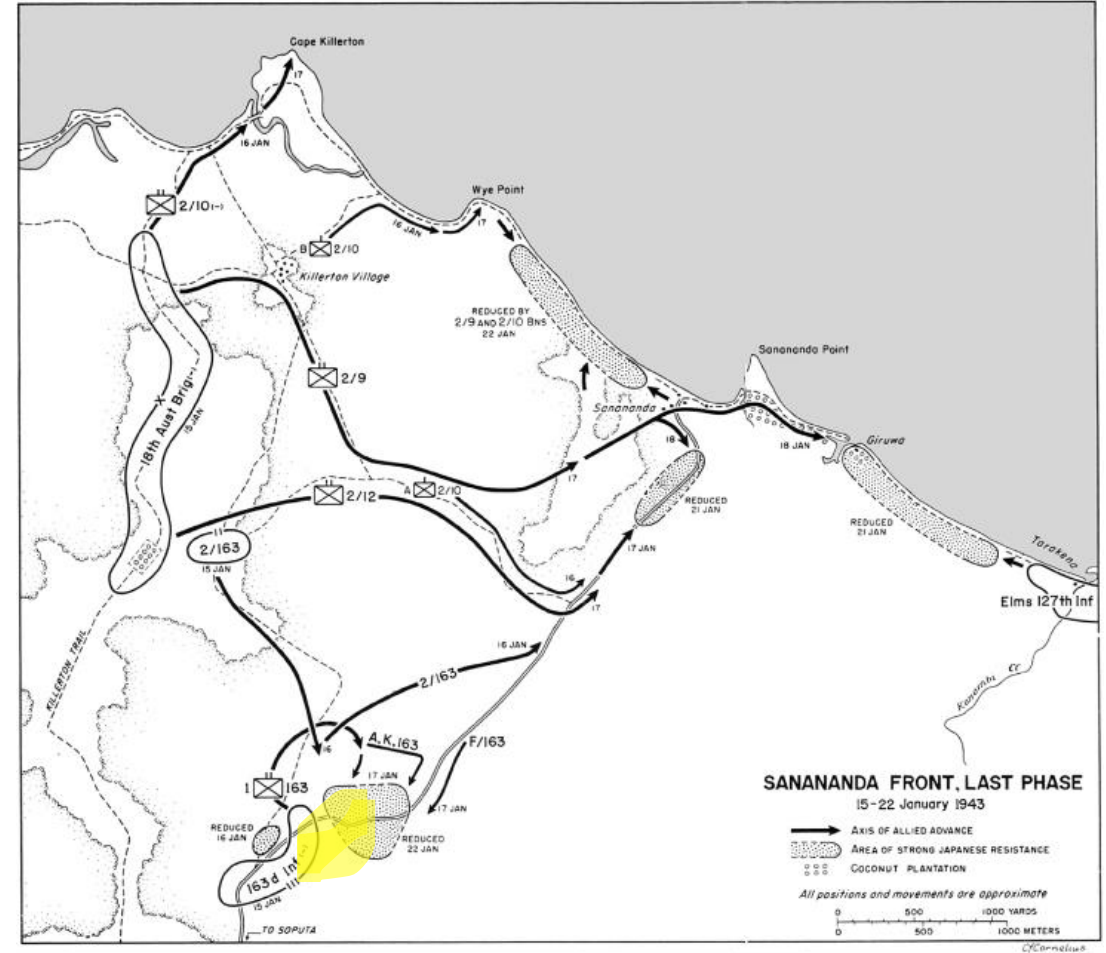 Cape Killerton
17
16 JAN
2/10(-)
Wye Point
16 JAN
17
B 2/10
Killerton Village
REDUCED BY
2/9 AND 2/10 BNS
22 JAN
Sananda Point
2/9
18th Aust Brig(-)
X
15 JAN
Sanananda
18
18 JAN
Giruwa
17
A 2/10
2/12
REDUCED
21 JAN
REDUCED
21 JAN
Tarakena
2/163
15 JAN
17 JAN
16
17
Elms 127th Inf
16 JAN
KILLERTON TRAIL
2/163
Konombi CK
16
A.K.163
F/163
17 JAN
1 163
17 JAN
REDUCED
16 JAN
REDUCED
22 JAN
163d Inf(-)
III
15 JAN
TO SOPUTA
SANANANDA FRONT, LAST PHASE
15-22 January 1943
AXIS OF ALLIED ADVANCE
AREA OF STRONG JAPANESE RESISTANCE
COCONUT PLANTATION
All positions and movements are approximate
0 500 1000 YARDS
0 500 1000 METERS
CfCornelius